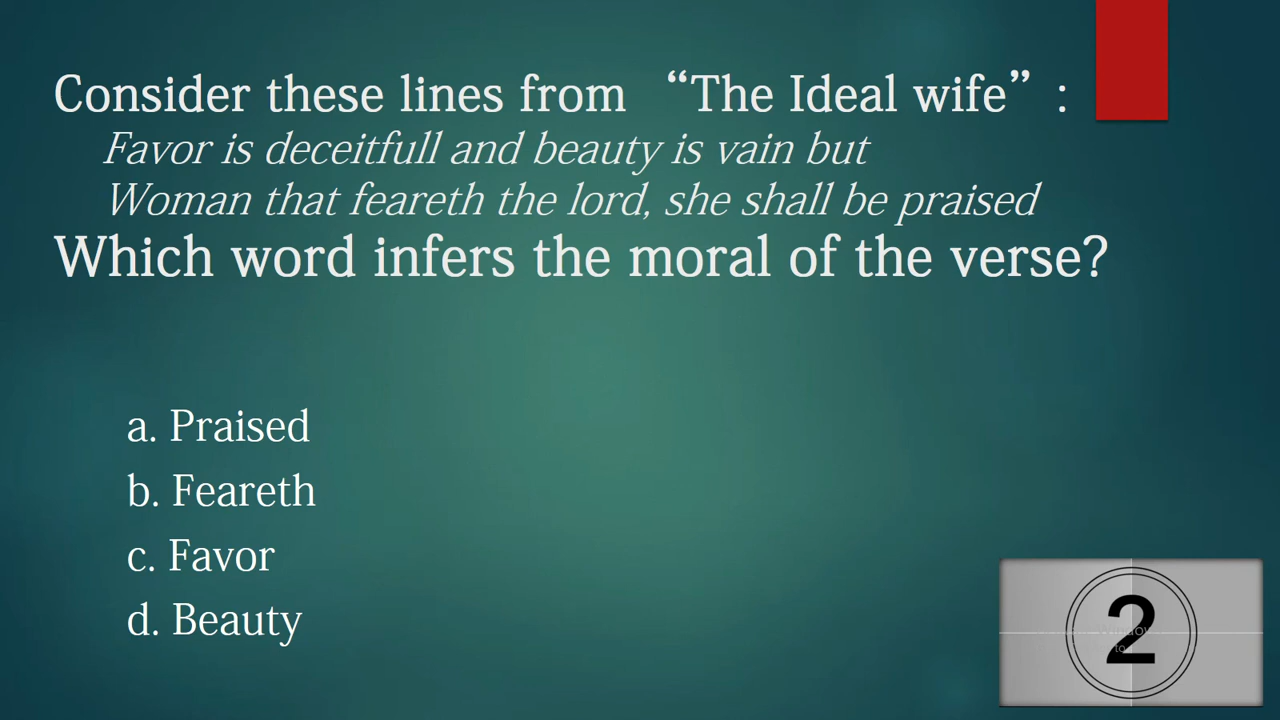 Consider these lines from “The Ideal wife” :
Favor is deceitfull and beauty is vain but
Woman that feareth the lord, she shall be praised
Which word infers the moral of the verse?
a. Praised
b. Feareth
c. Favor
d. Beauty
2